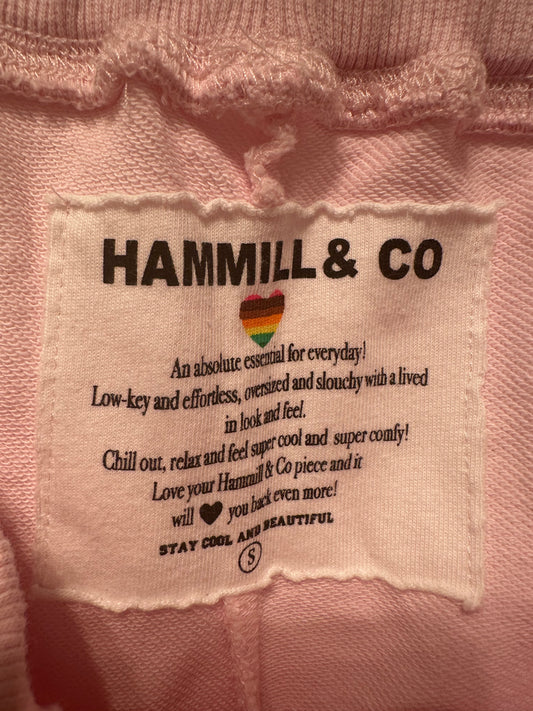 HAMMILL & CO
An absolute essential for everyday!
Low-key and effortless, oversized and slouchy with a lived
in look and feel.
Chill out, relax and feel super cool and super comfy!
Love your Hammill & Co piece and it
will ♥ you back even more!
STAY COOL AND BEAUTIFUL
S